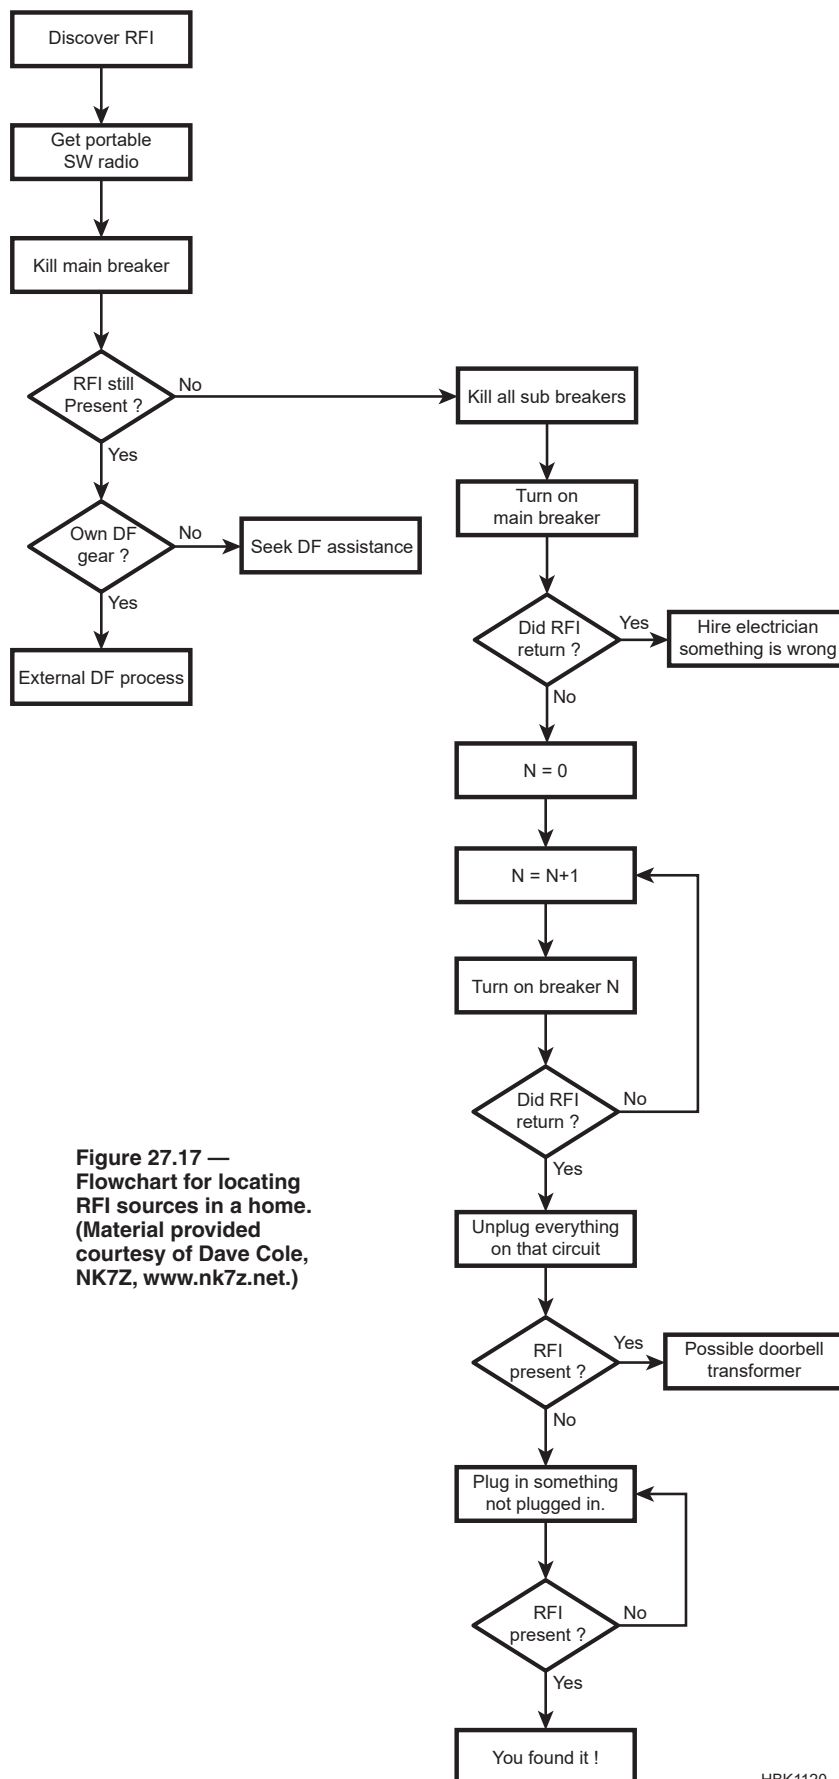 Discover RFI
Get portable
SW radio
Kill main breaker
RFI still
Present ?
No
Yes
Own DF
gear ?
No
Seek DF assistance
Yes
External DF process
Kill all sub breakers
Turn on
main breaker
Did RFI
return ?
Yes
Hire electrician
something is wrong
No
N = 0
N = N+1
Turn on breaker N
Did RFI
return ?
No
Yes
Unplug everything
on that circuit
RFI
present ?
Yes
Possible doorbell
transformer
No
Plug in something
not plugged in.
RFI
present ?
No
Yes
You found it !
Figure 27.17 —
Flowchart for locating
RFI sources in a home.
(Material provided
courtesy of Dave Cole,
NK7Z, www.nk7z.net.)